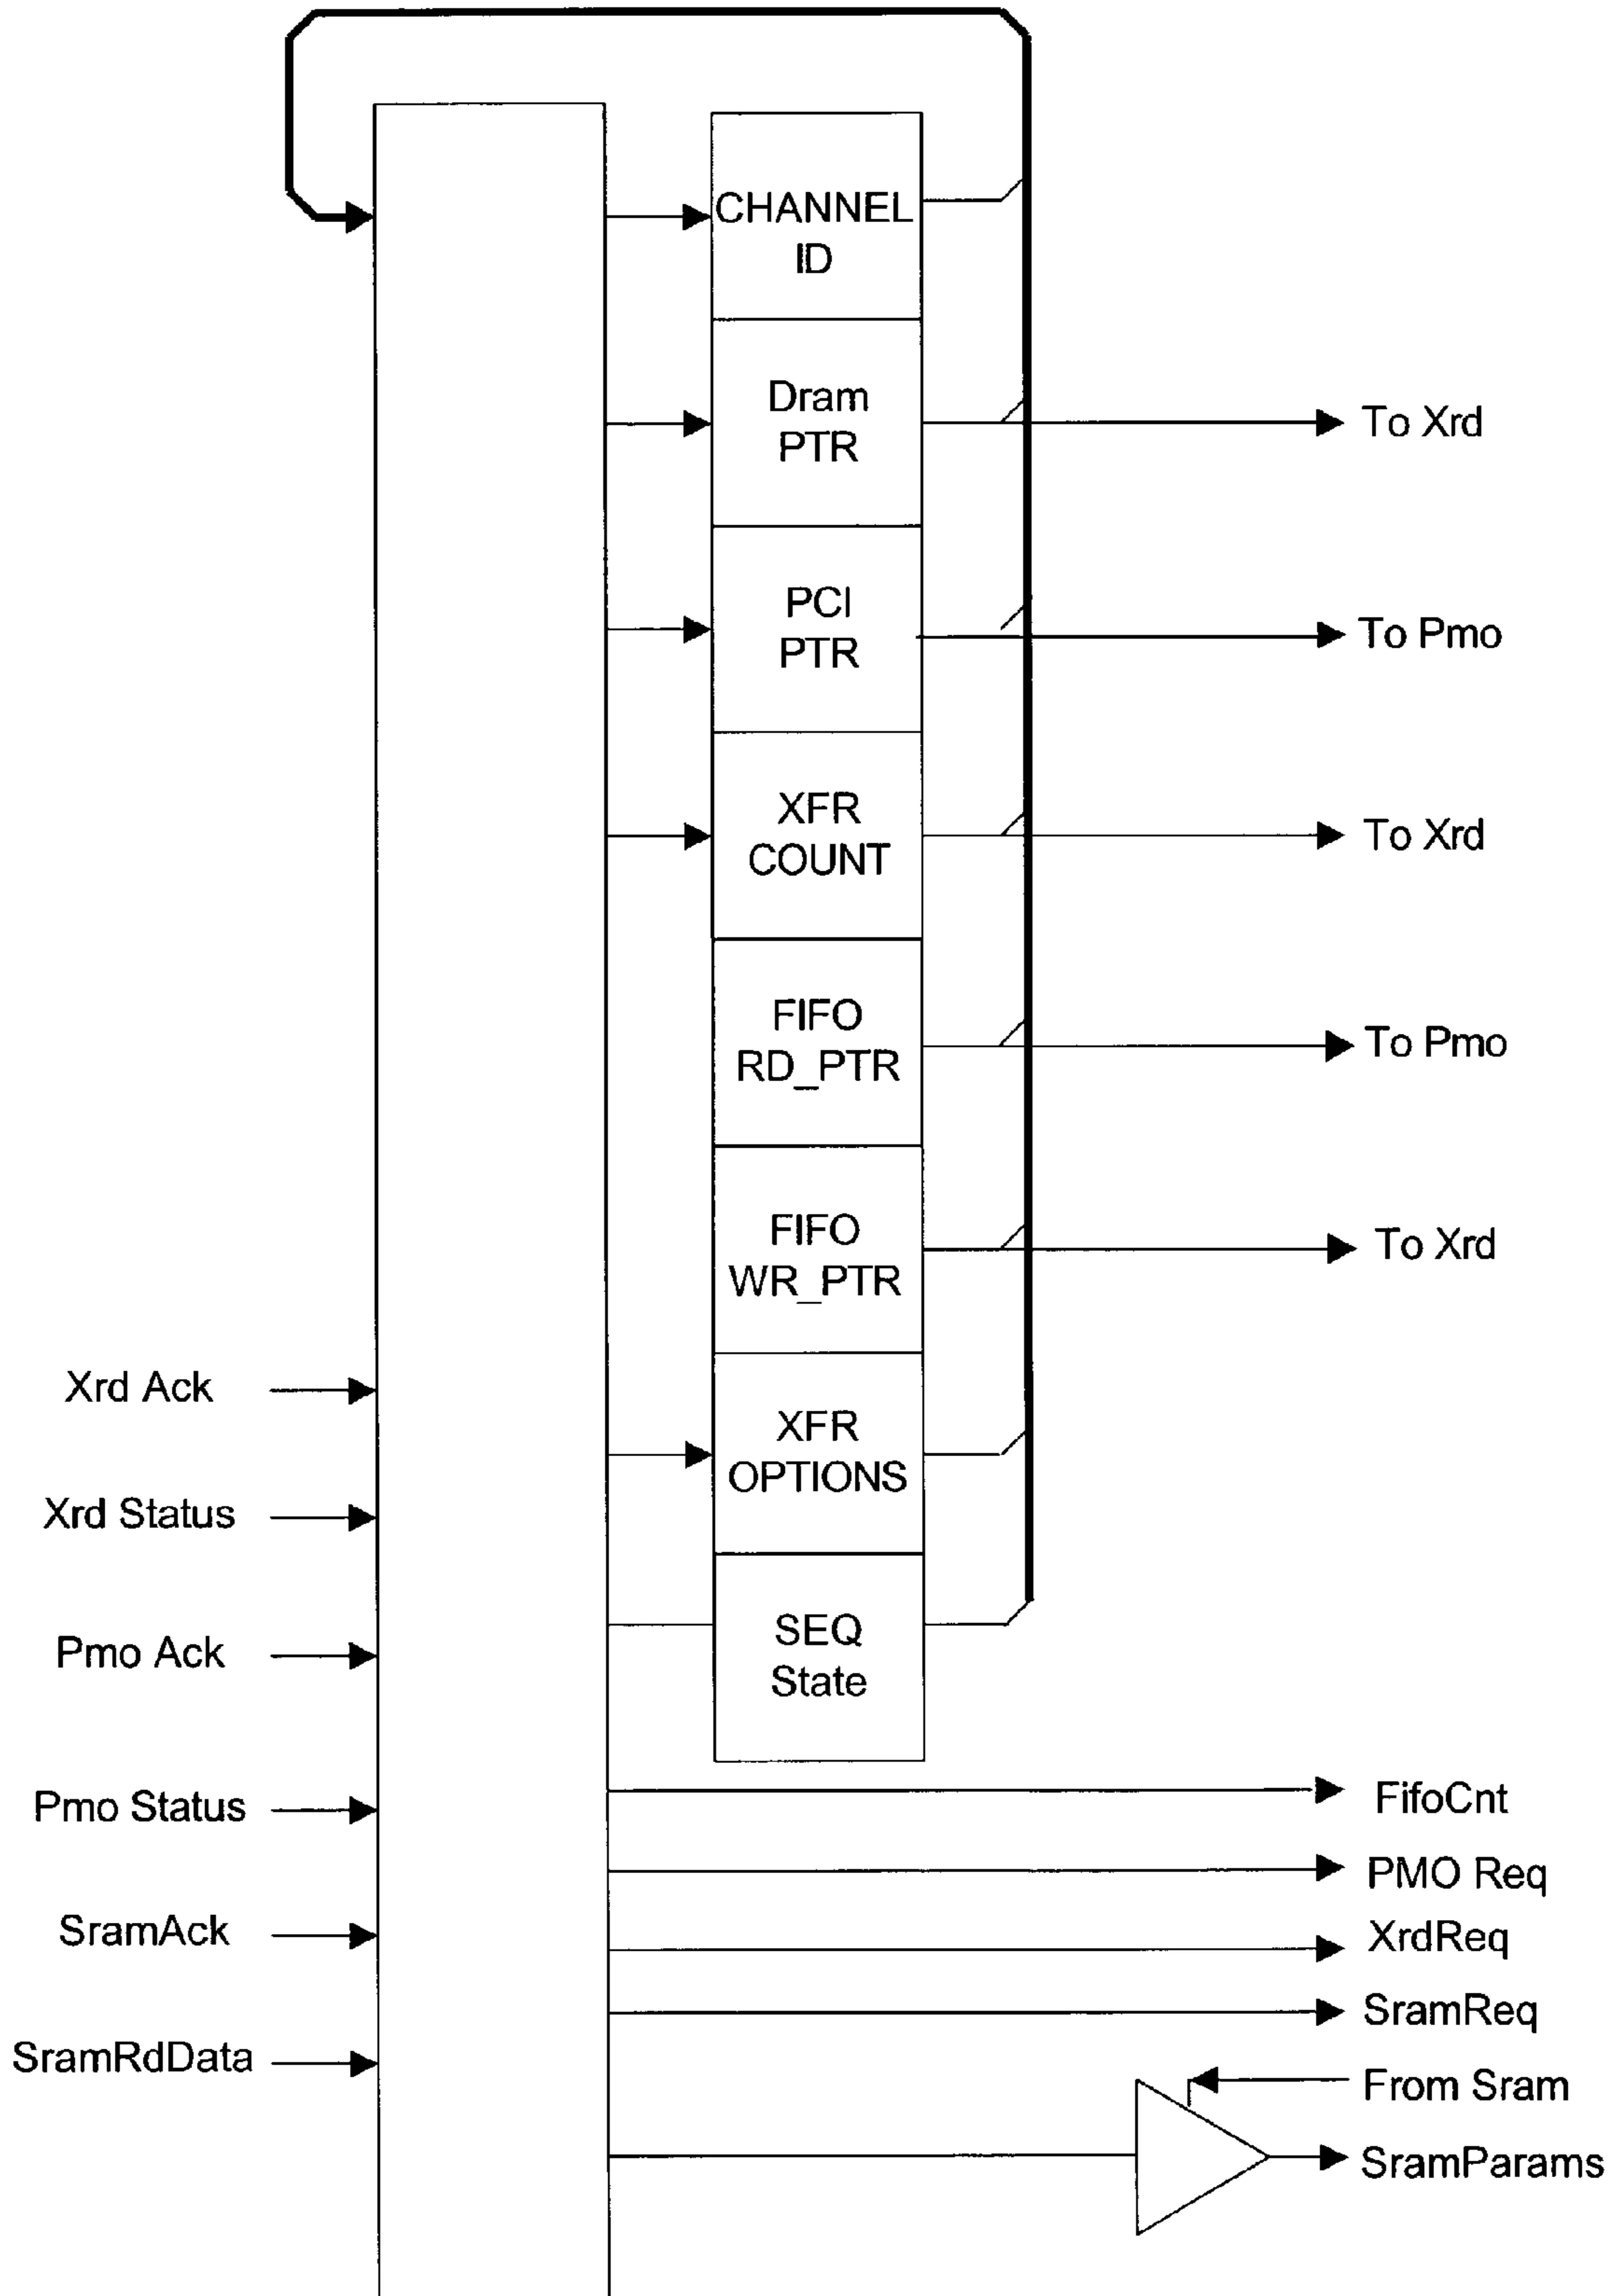 CHANNEL
ID
Dram
PTR
To Xrd
PCI
PTR
To Pmo
XFR
COUNT
To Xrd
FIFO
RD_PTR
To Pmo
FIFO
WR_PTR
To Xrd
Xrd Ack
XFR
OPTIONS
Xrd Status
SEQ
State
Pmo Ack
Pmo Status
FifoCnt
PMO Req
SramAck
XrdReq
SramReq
SramRdData
From Sram
SramParams